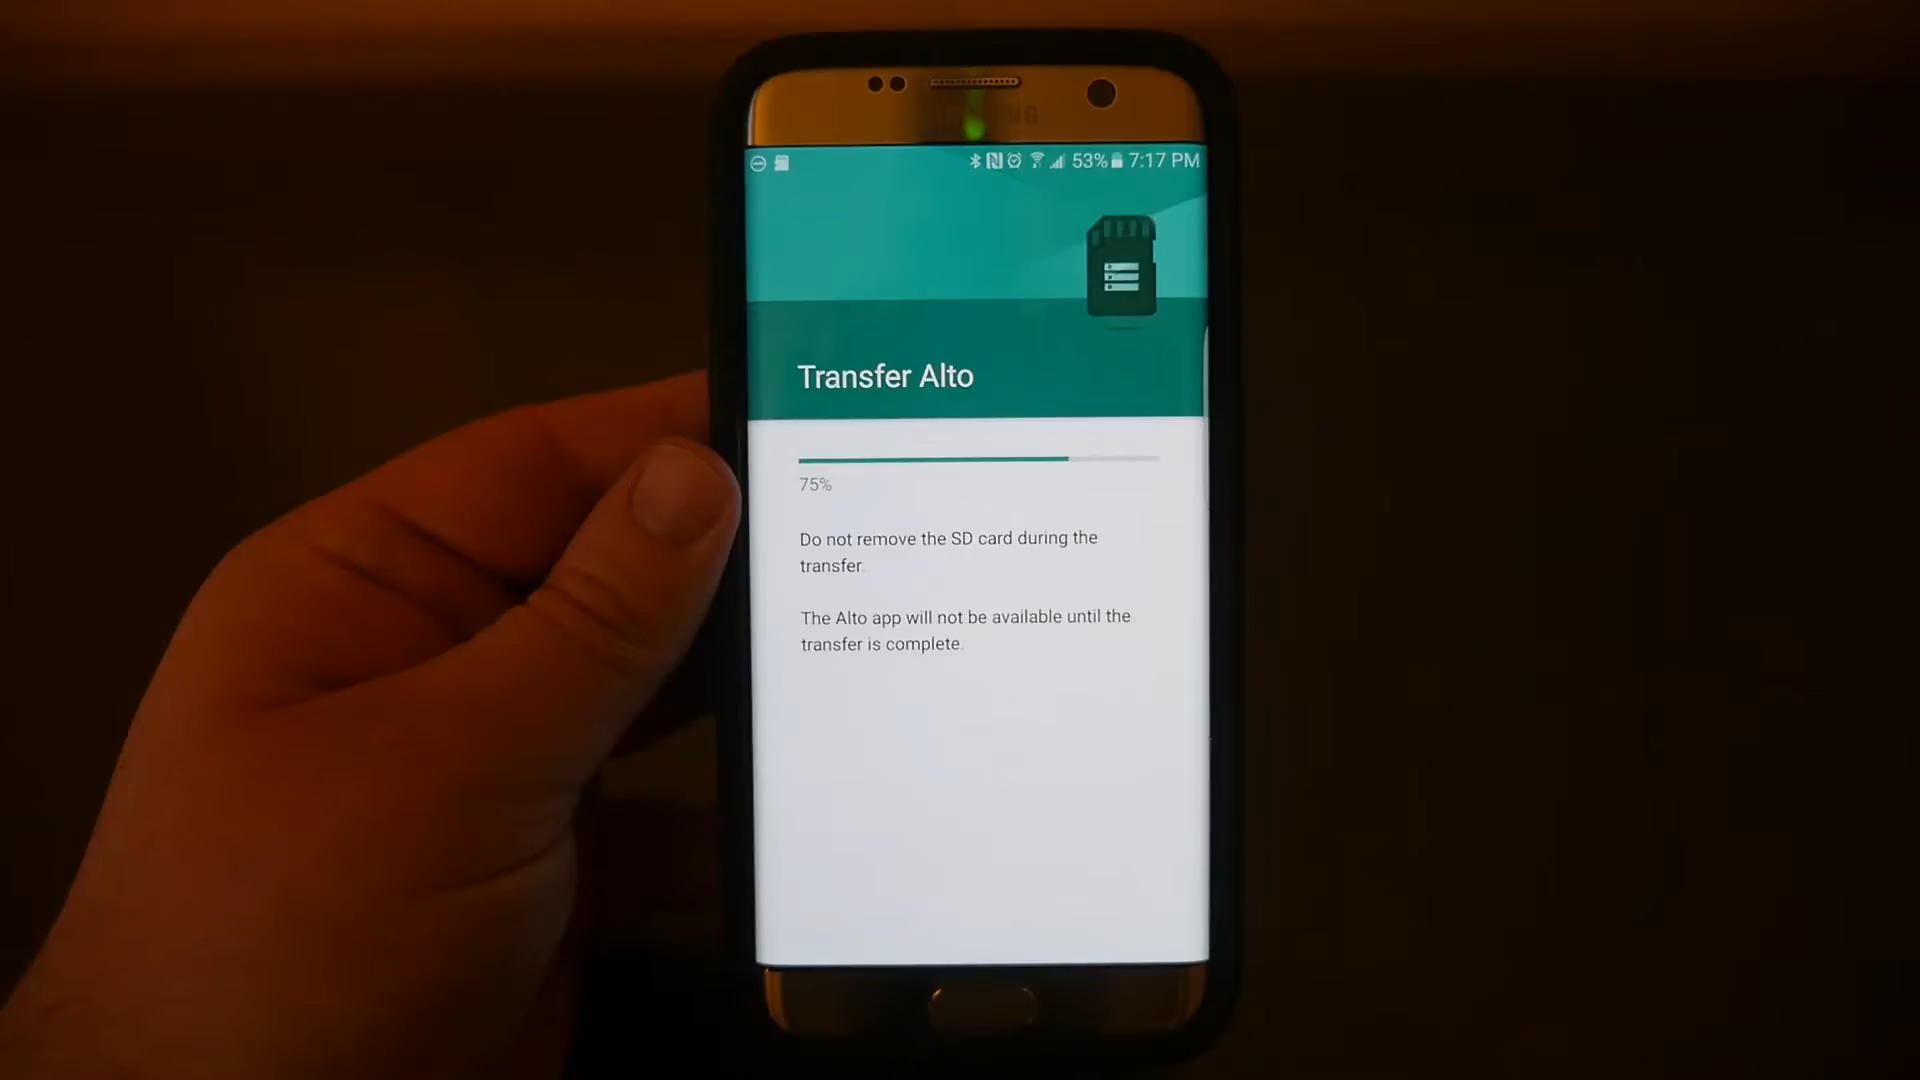 53% 7:17 PM
Transfer Alto
75%
Do not remove the SD card during the
transfer.
The Alto app will not be available until the
transfer is complete.